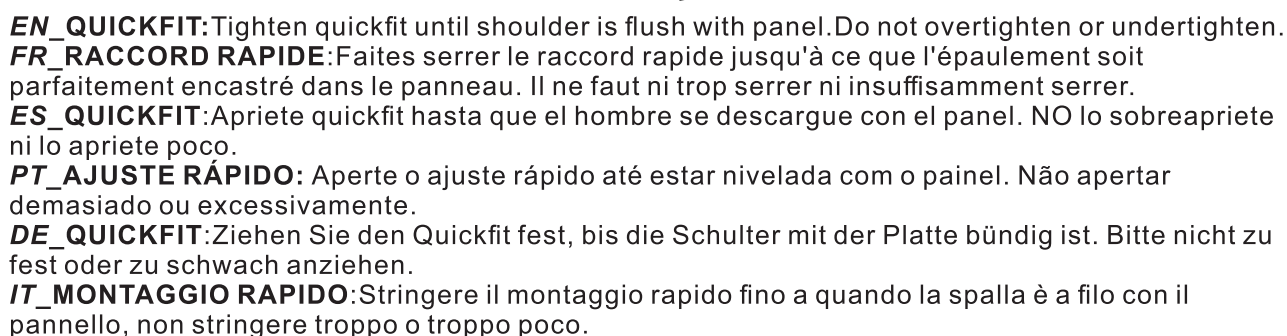 EN_QUICKFIT:Tighten quickfit until shoulder is flush with panel.Do not overtighten or undertighten.
FR_RACCORD RAPIDE:Faites serrer le raccord rapide jusqu'à ce que l'épaulement soit
parfaitement encastré dans le panneau. Il ne faut ni trop serrer ni insuffisamment serrer.
ES_QUICKFIT:Apriete quickfit hasta que el hombre se descargue con el panel. NO lo sobreapriete
ni lo apriete poco.
PT_AJUSTE RÁPIDO: Aperte o ajuste rápido até estar nivelada com o painel. Não apertar
demasiado ou excessivamente.
DE_QUICKFIT:Ziehen Sie den Quickfit fest, bis die Schulter mit der Platte bündig ist. Bitte nicht zu
fest oder zu schwach anziehen.
IT_MONTAGGIO RAPIDO:Stringere il montaggio rapido fino a quando la spalla è a filo con il
pannello, non stringere troppo o troppo poco.